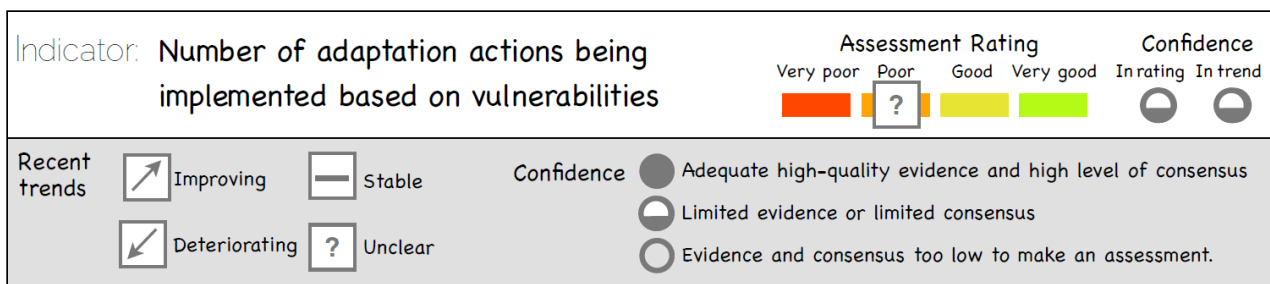 Indicator: Number of adaptation actions being
implemented based on vulnerabilities
Assessment Rating
Very poor Poor Good Very good
?
Confidence
In rating In trend
Recent
trends
Improving
Stable
Deteriorating
? Unclear
Confidence
Adequate high-quality evidence and high level of consensus
Limited evidence or limited consensus
Evidence and consensus too low to make an assessment.